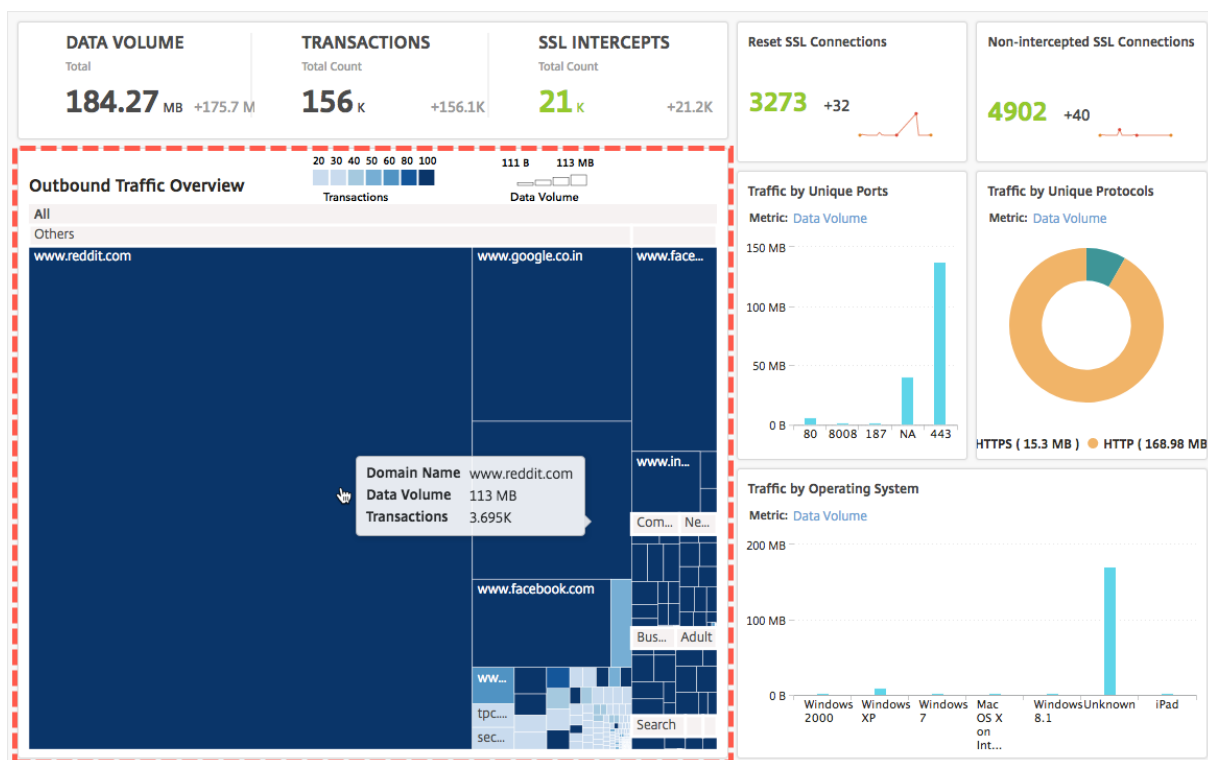 DATA VOLUME
Total
184.27 MB +175.7 M
TRANSACTIONS
Total Count
156 K +156.1K
SSL INTERCEPTS
Total Count
21 K +21.2K
Reset SSL Connections
3273 +32
Non-intercepted SSL Connections
4902 +40
Outbound Traffic Overview
20 30 40 50 60 80 100
Transactions
111 B 113 MB
Data Volume
All
Others
www.reddit.com
www.google.co.in
www.face...
Domain Name www.reddit.com
Data Volume 113 MB
Transactions 3.695K
www.in...
Com... Ne...
www.facebook.com
Bus... Adult
ww...
tpc....
sec...
Search
Traffic by Unique Ports
Metric: Data Volume
150 MB
100 MB
50 MB
0 B
80 8008 187 NA 443
Traffic by Unique Protocols
Metric: Data Volume
HTTPS ( 15.3 MB ) HTTP ( 168.98 MB
Traffic by Operating System
Metric: Data Volume
200 MB
100 MB
0 B
Windows 2000
Windows XP
Windows 7
Mac OS X on Int...
Windows 8.1
Unknown
iPad